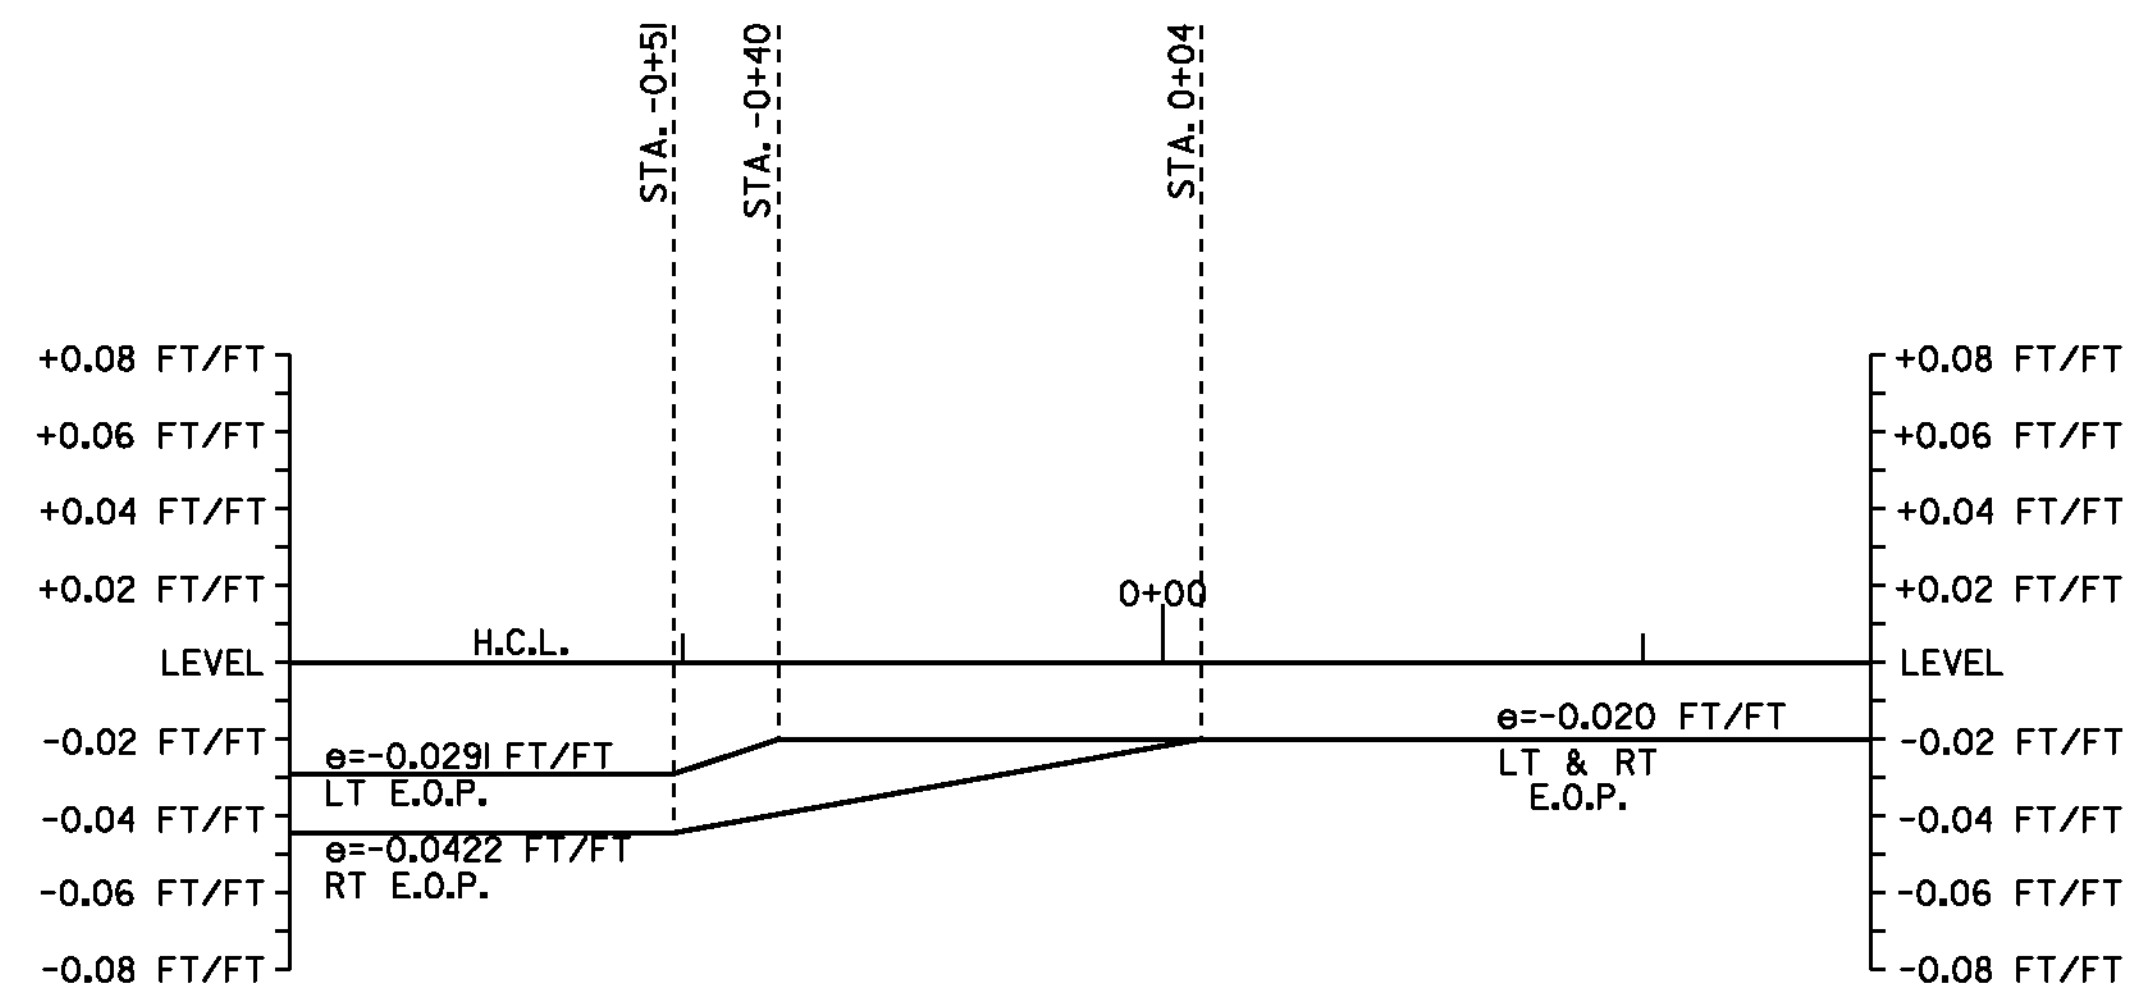 STA. -0+51
STA. -0+40
STA. 0+04
+0.08 FT/FT
+0.08 FT/FT
+0.06 FT/FT
+0.06 FT/FT
+0.04 FT/FT
+0.04 FT/FT
+0.02 FT/FT
0+00
+0.02 FT/FT
H.C.L.
LEVEL
LEVEL
e=-0.020 FT/FT
-0.02 FT/FT
-0.02 FT/FT
e=-0.0291 FT/FT
LT & RT
LT E.O.P.
E.O.P.
-0.04 FT/FT
-0.04 FT/FT
e=-0.0422 FT/FT
RT E.O.P.
-0.06 FT/FT
-0.06 FT/FT
-0.08 FT/FT
-0.08 FT/FT